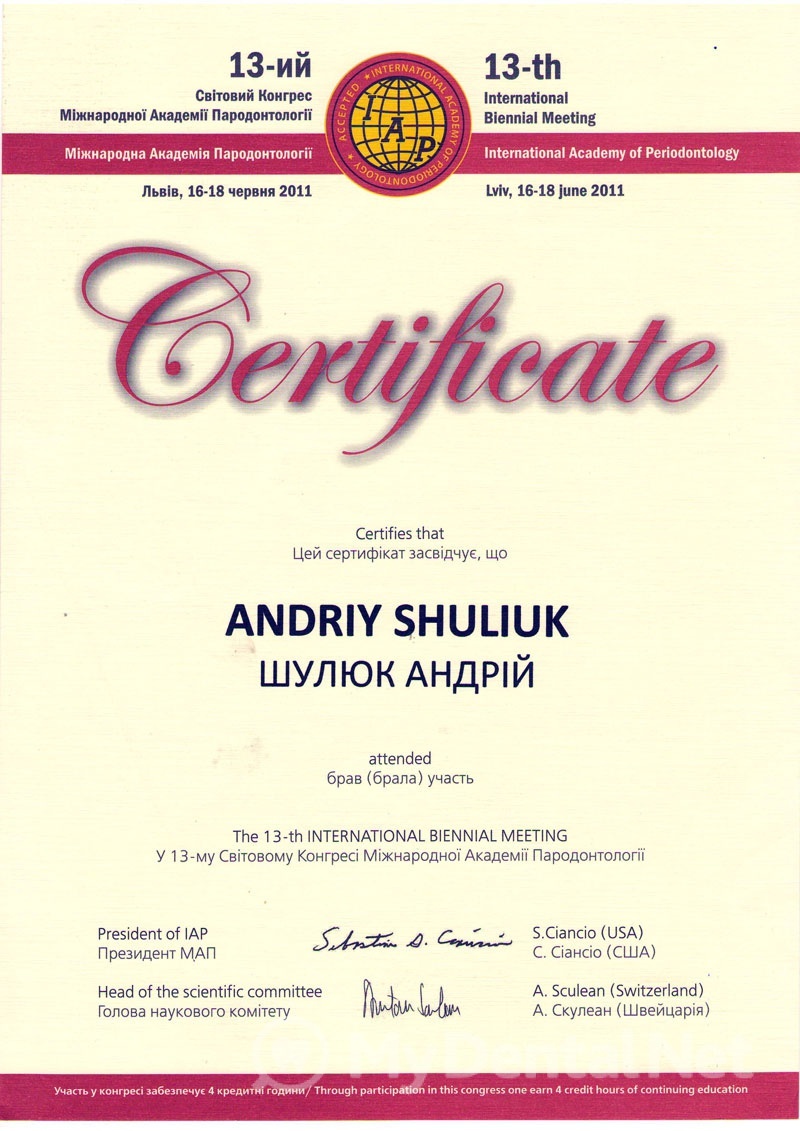 13-ий
Світовий Конгрес
Міжнародної Академії Пародонтології
Міжнародна Академія Пародонтології
Львів, 16-18 червня 2011
ACCEPTED ★ INTERNATIONAL ACADEMY OF PERIODONTOLOGY ★
IAP
13-th
International
Biennial Meeting
International Academy of Periodontology
Lviv, 16-18 june 2011
Certificate
Certifies that
Цей сертифікат засвідчує, що
ANDRIY SHULIUK
ШУЛЮК АНДРІЙ
attended
брав (брала) участь
The 13-th INTERNATIONAL BIENNIAL MEETING
У 13-му Світовому Конгресі Міжнародної Академії Пародонтології
President of IAP
Президент МАП
S.Ciancio (USA)
С. Сіансіо (США)
Head of the scientific committee
Голова наукового комітету
A. Sculean (Switzerland)
А. Скулеан (Швейцарія)
My Dental Net
Участь у конгресі забезпечує 4 кредитні години/ Through participation in this congress one earn 4 credit hours of continuing education